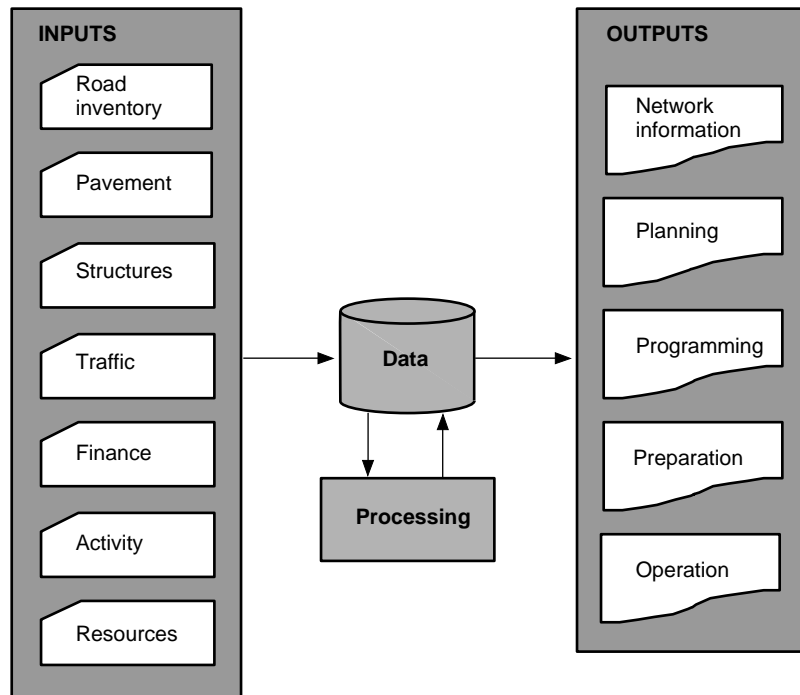 INPUTS
Road
inventory
Pavement
Structures
Traffic
Finance
Activity
Resources
Data
Processing
OUTPUTS
Network
information
Planning
Programming
Preparation
Operation